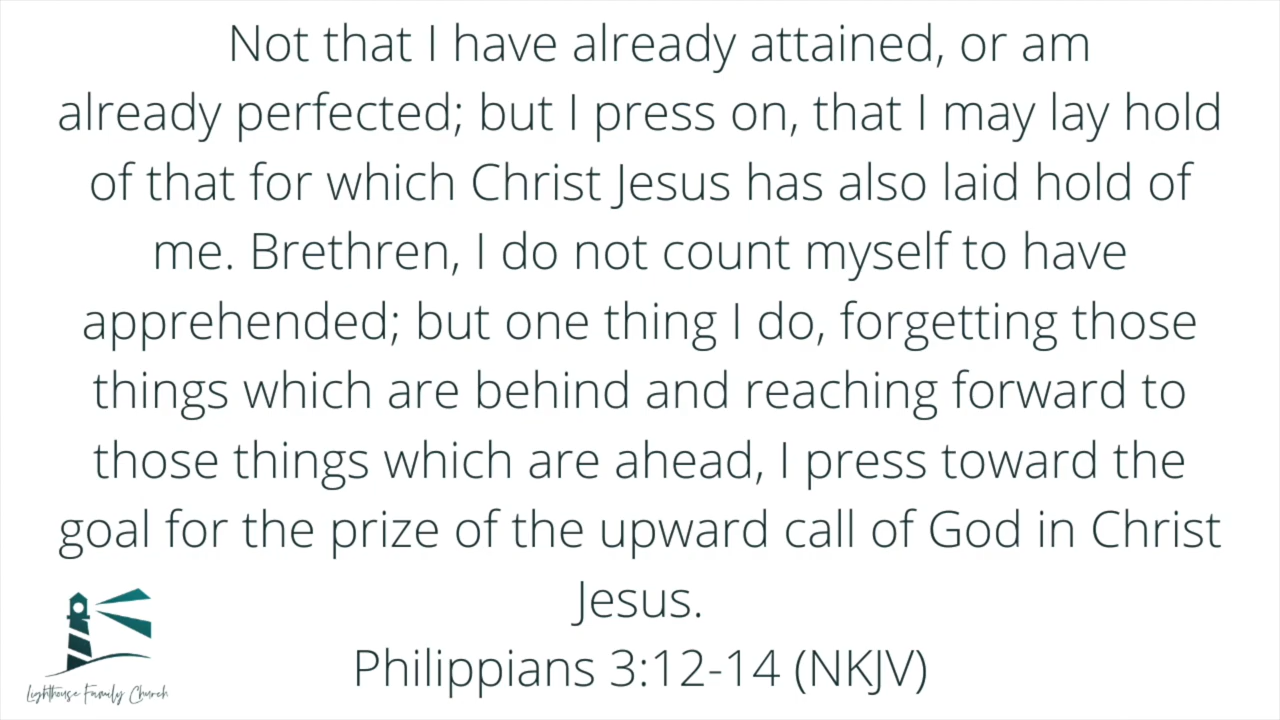 Not that I have already attained, or am
already perfected; but I press on, that I may lay hold
of that for which Christ Jesus has also laid hold of
me. Brethren, I do not count myself to have
apprehended; but one thing I do, forgetting those
things which are behind and reaching forward to
those things which are ahead, I press toward the
goal for the prize of the upward call of God in Christ
Jesus.
Philippians 3:12-14 (NKJV)
Lighthouse Family Church